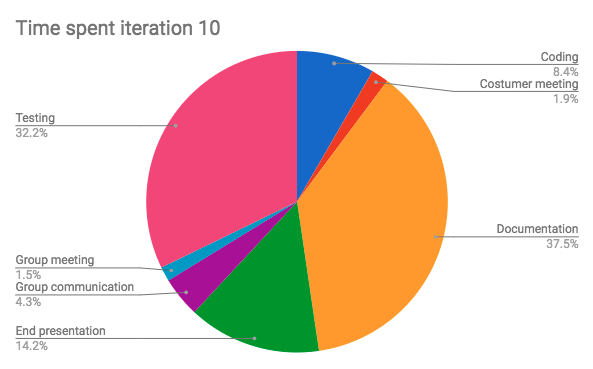 Time spent iteration 10
Coding
8.4%
Costumer meeting
1.9%
Testing
32.2%
Documentation
37.5%
Group meeting
1.5%
Group communication
4.3%
End presentation
14.2%